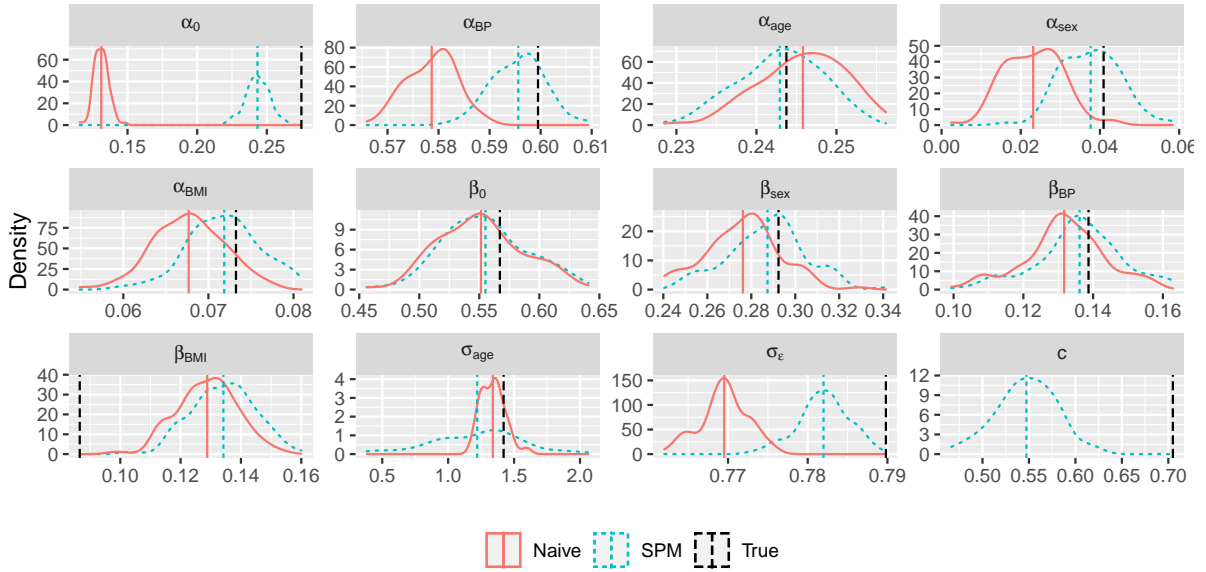 α0 αBP αage αsex
60 40 20 0
80 60 40 20 0
60 40 20 0
50 40 30 20 10 0
0.15 0.20 0.25
0.57 0.58 0.59 0.60 0.61
0.23 0.24 0.25
0.00 0.02 0.04 0.06
αBMI β0 βsex βBP
Density
75 50 25 0
9 6 3 0
20 10 0
40 30 20 10 0
0.06 0.07 0.08
0.45 0.50 0.55 0.60 0.65
0.24 0.26 0.28 0.30 0.32 0.34
0.10 0.12 0.14 0.16
βBMI σage σε c
40 30 20 10 0
4 3 2 1 0
150 100 50 0
12 9 6 3 0
0.10 0.12 0.14 0.16
0.5 1.0 1.5 2.0
0.77 0.78 0.79
0.50 0.55 0.60 0.65 0.70
Naive SPM True